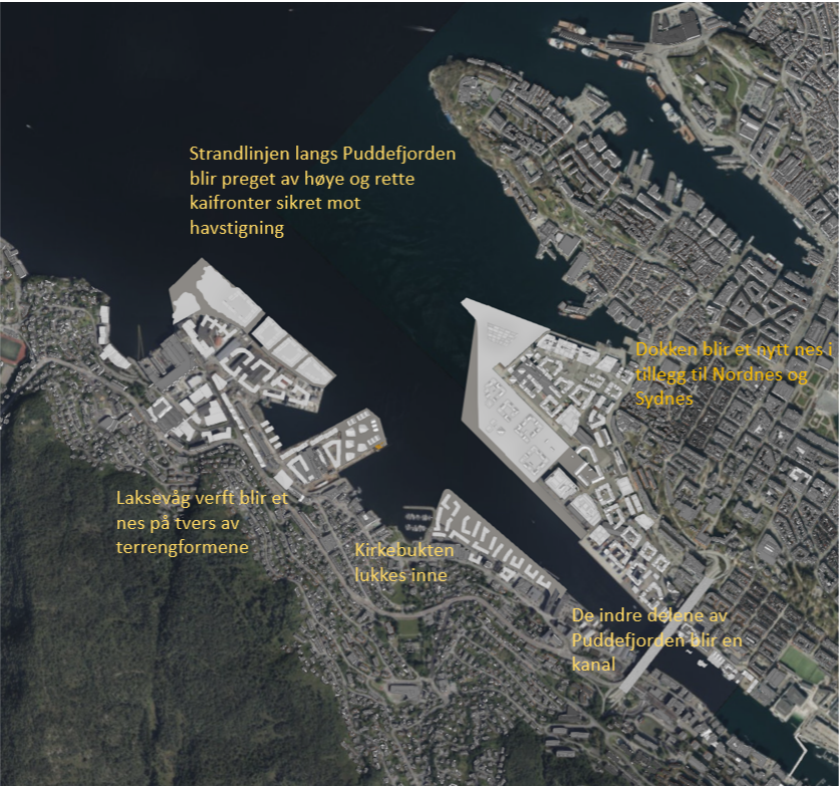 Strandlinjen langs Puddefjorden
blir preget av høye og rette
kaifronter sikret mot
havstigning
Dokken blir et nytt nes i
tillegg til Nordnes og
Sydnes
Laksevåg verft blir et
nes på tvers av
terrengformene
Kirkebukten
lukkes inne
De indre delene av
Puddefjorden blir en
kanal